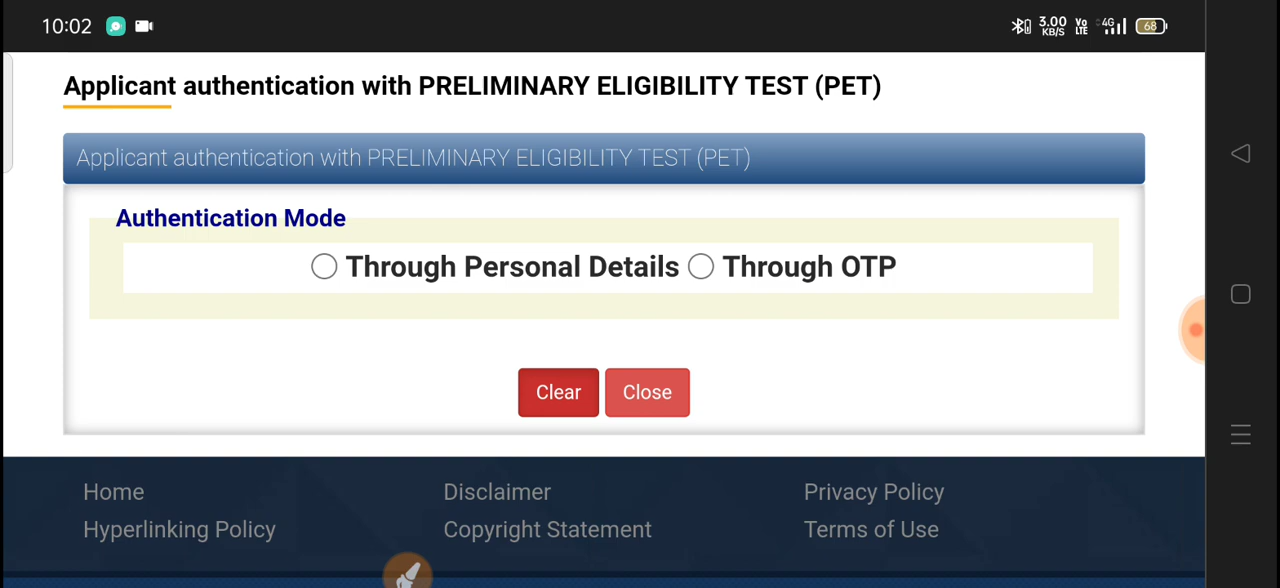 10:02 3.00 KB/S Vo LTE 4G 68
Applicant authentication with PRELIMINARY ELIGIBILITY TEST (PET)
Applicant authentication with PRELIMINARY ELIGIBILITY TEST (PET)
Authentication Mode
Through Personal Details Through OTP
Clear Close
Home Disclaimer Privacy Policy
Hyperlinking Policy Copyright Statement Terms of Use